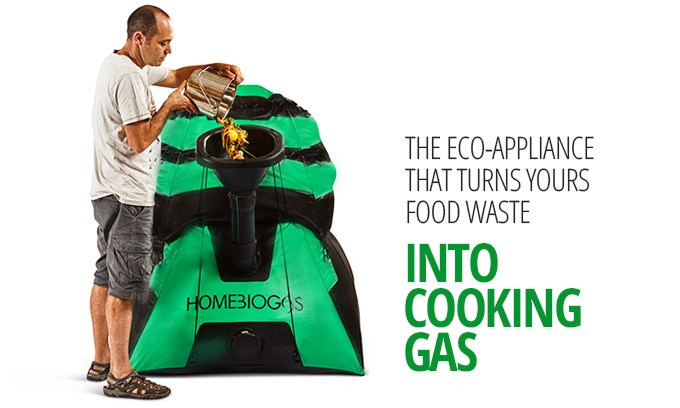 THE ECO-APPLIANCE
THAT TURNS YOURS
FOOD WASTE
INTO
COOKING
GAS
HOMEBIOGAS